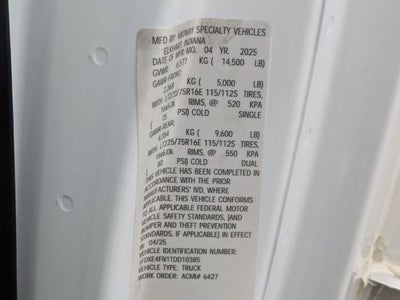 MFD BY: MIDWAY SPECIALTY VEHICLES
ELKHART INDIANA
DATE OF MFD: MO. 04 YR. 2025
GVWR: 6,577 KG ( 14,500 LB)
GAWR-FRONT:
2,268 KG ( 5,000 LB)
WITH LT225/75R16E 115/112S TIRES,
16x6.0k RIMS, @ 520 KPA
( 75 PSI) COLD SINGLE
GAWR-REAR:
4,354 KG ( 9,600 LB)
WITH LT225/75R16E 115/112S TIRES,
16x6.0k RIMS, @ 550 KPA
( 80 PSI) COLD DUAL
THIS VEHICLE HAS BEEN COMPLETED IN
ACCORDANCE WITH THE PRIOR
MANUFACTURERS' IVD, WHERE
APPLICABLE. THIS VEHICLE CONFORMS
TO ALL APPLICABLE FEDERAL MOTOR
VEHICLE SAFETY STANDARDS, [AND
BUMPER AND THEFT PREVENTION
STANDARDS, IF APPLICABLE] IN EFFECT
IN 04/25
VEHICLE IDENTIFICATION NUMBER:
FDXE4FN1TDD10385
VEHICLE TYPE: TRUCK
WORK ORDER: ACMI# 6427